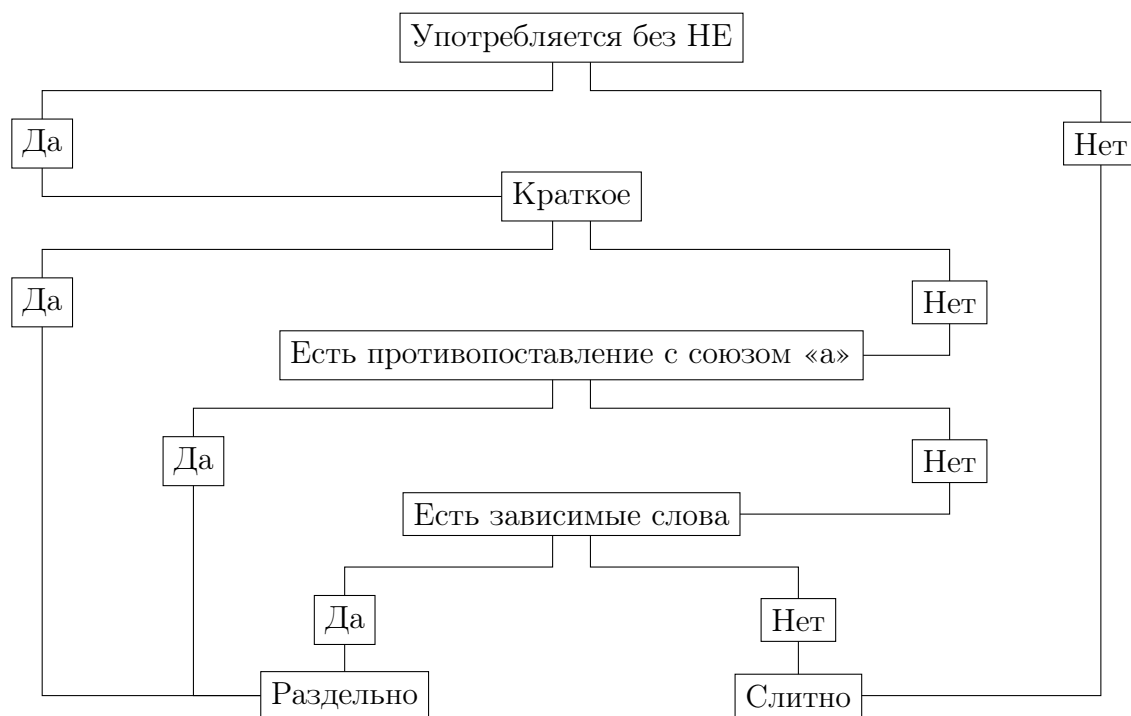 Употребляется без НЕ
Да
Нет
Краткое
Да
Нет
Есть противопоставление с союзом «а»
Да
Нет
Есть зависимые слова
Да
Нет
Раздельно
Слитно